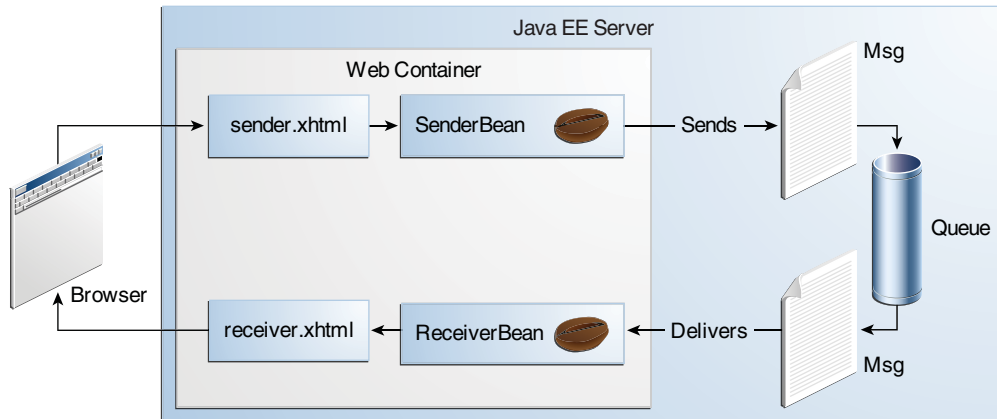 Java EE Server
Web Container
Msg
sender.xhtml
SenderBean
Sends
Queue
Browser
receiver.xhtml
ReceiverBean
Delivers
Msg